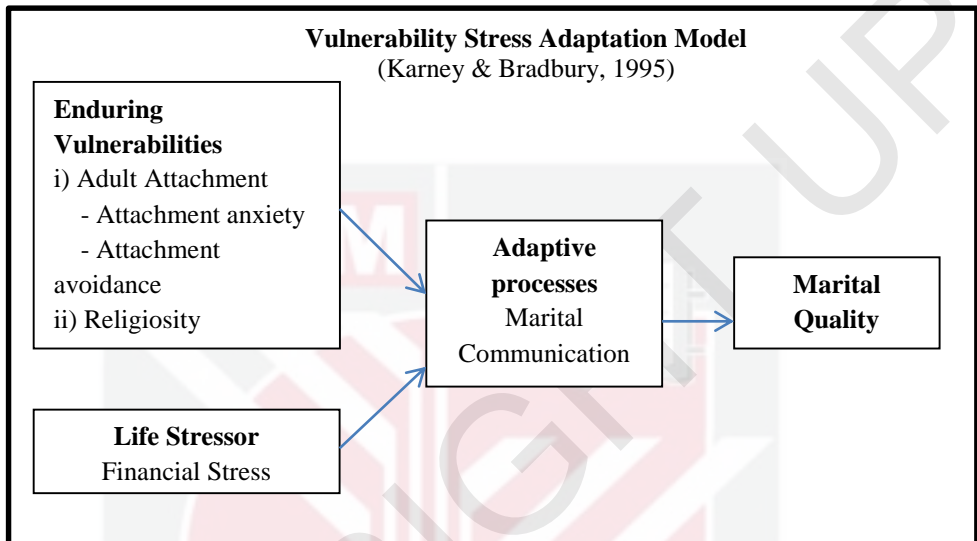 Vulnerability Stress Adaptation Model
(Karney & Bradbury, 1995)
Enduring
Vulnerabilities
i) Adult Attachment
- Attachment anxiety
- Attachment
avoidance
ii) Religiosity
Adaptive
processes
Marital
Communication
Marital
Quality
Life Stressor
Financial Stress